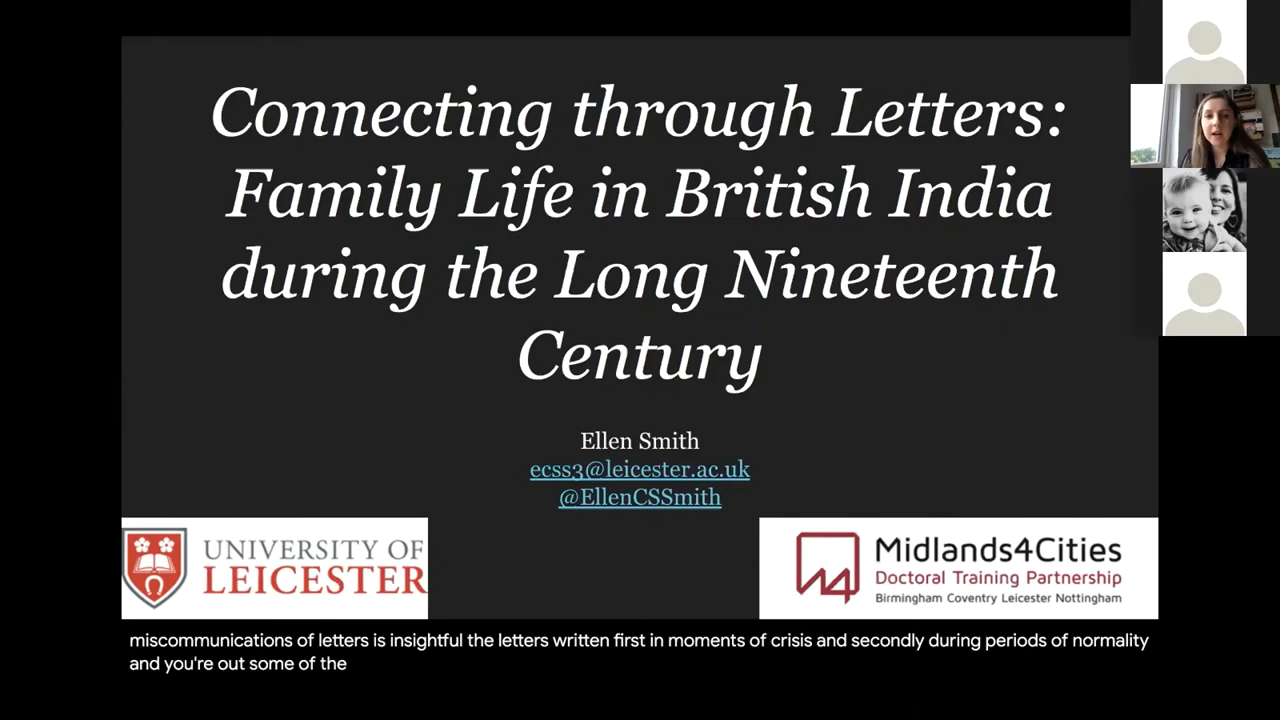 Connecting through Letters:
Family Life in British India
during the Long Nineteenth
Century
Ellen Smith
ecss3@leicester.ac.uk
@EllenCSSmith
UNIVERSITY OF
LEICESTER
Midlands4Cities
Doctoral Training Partnership
Birmingham Coventry Leicester Nottingham
miscommunications of letters is insightful the letters written first in moments of crisis and secondly during periods of normality
and you're out some of the